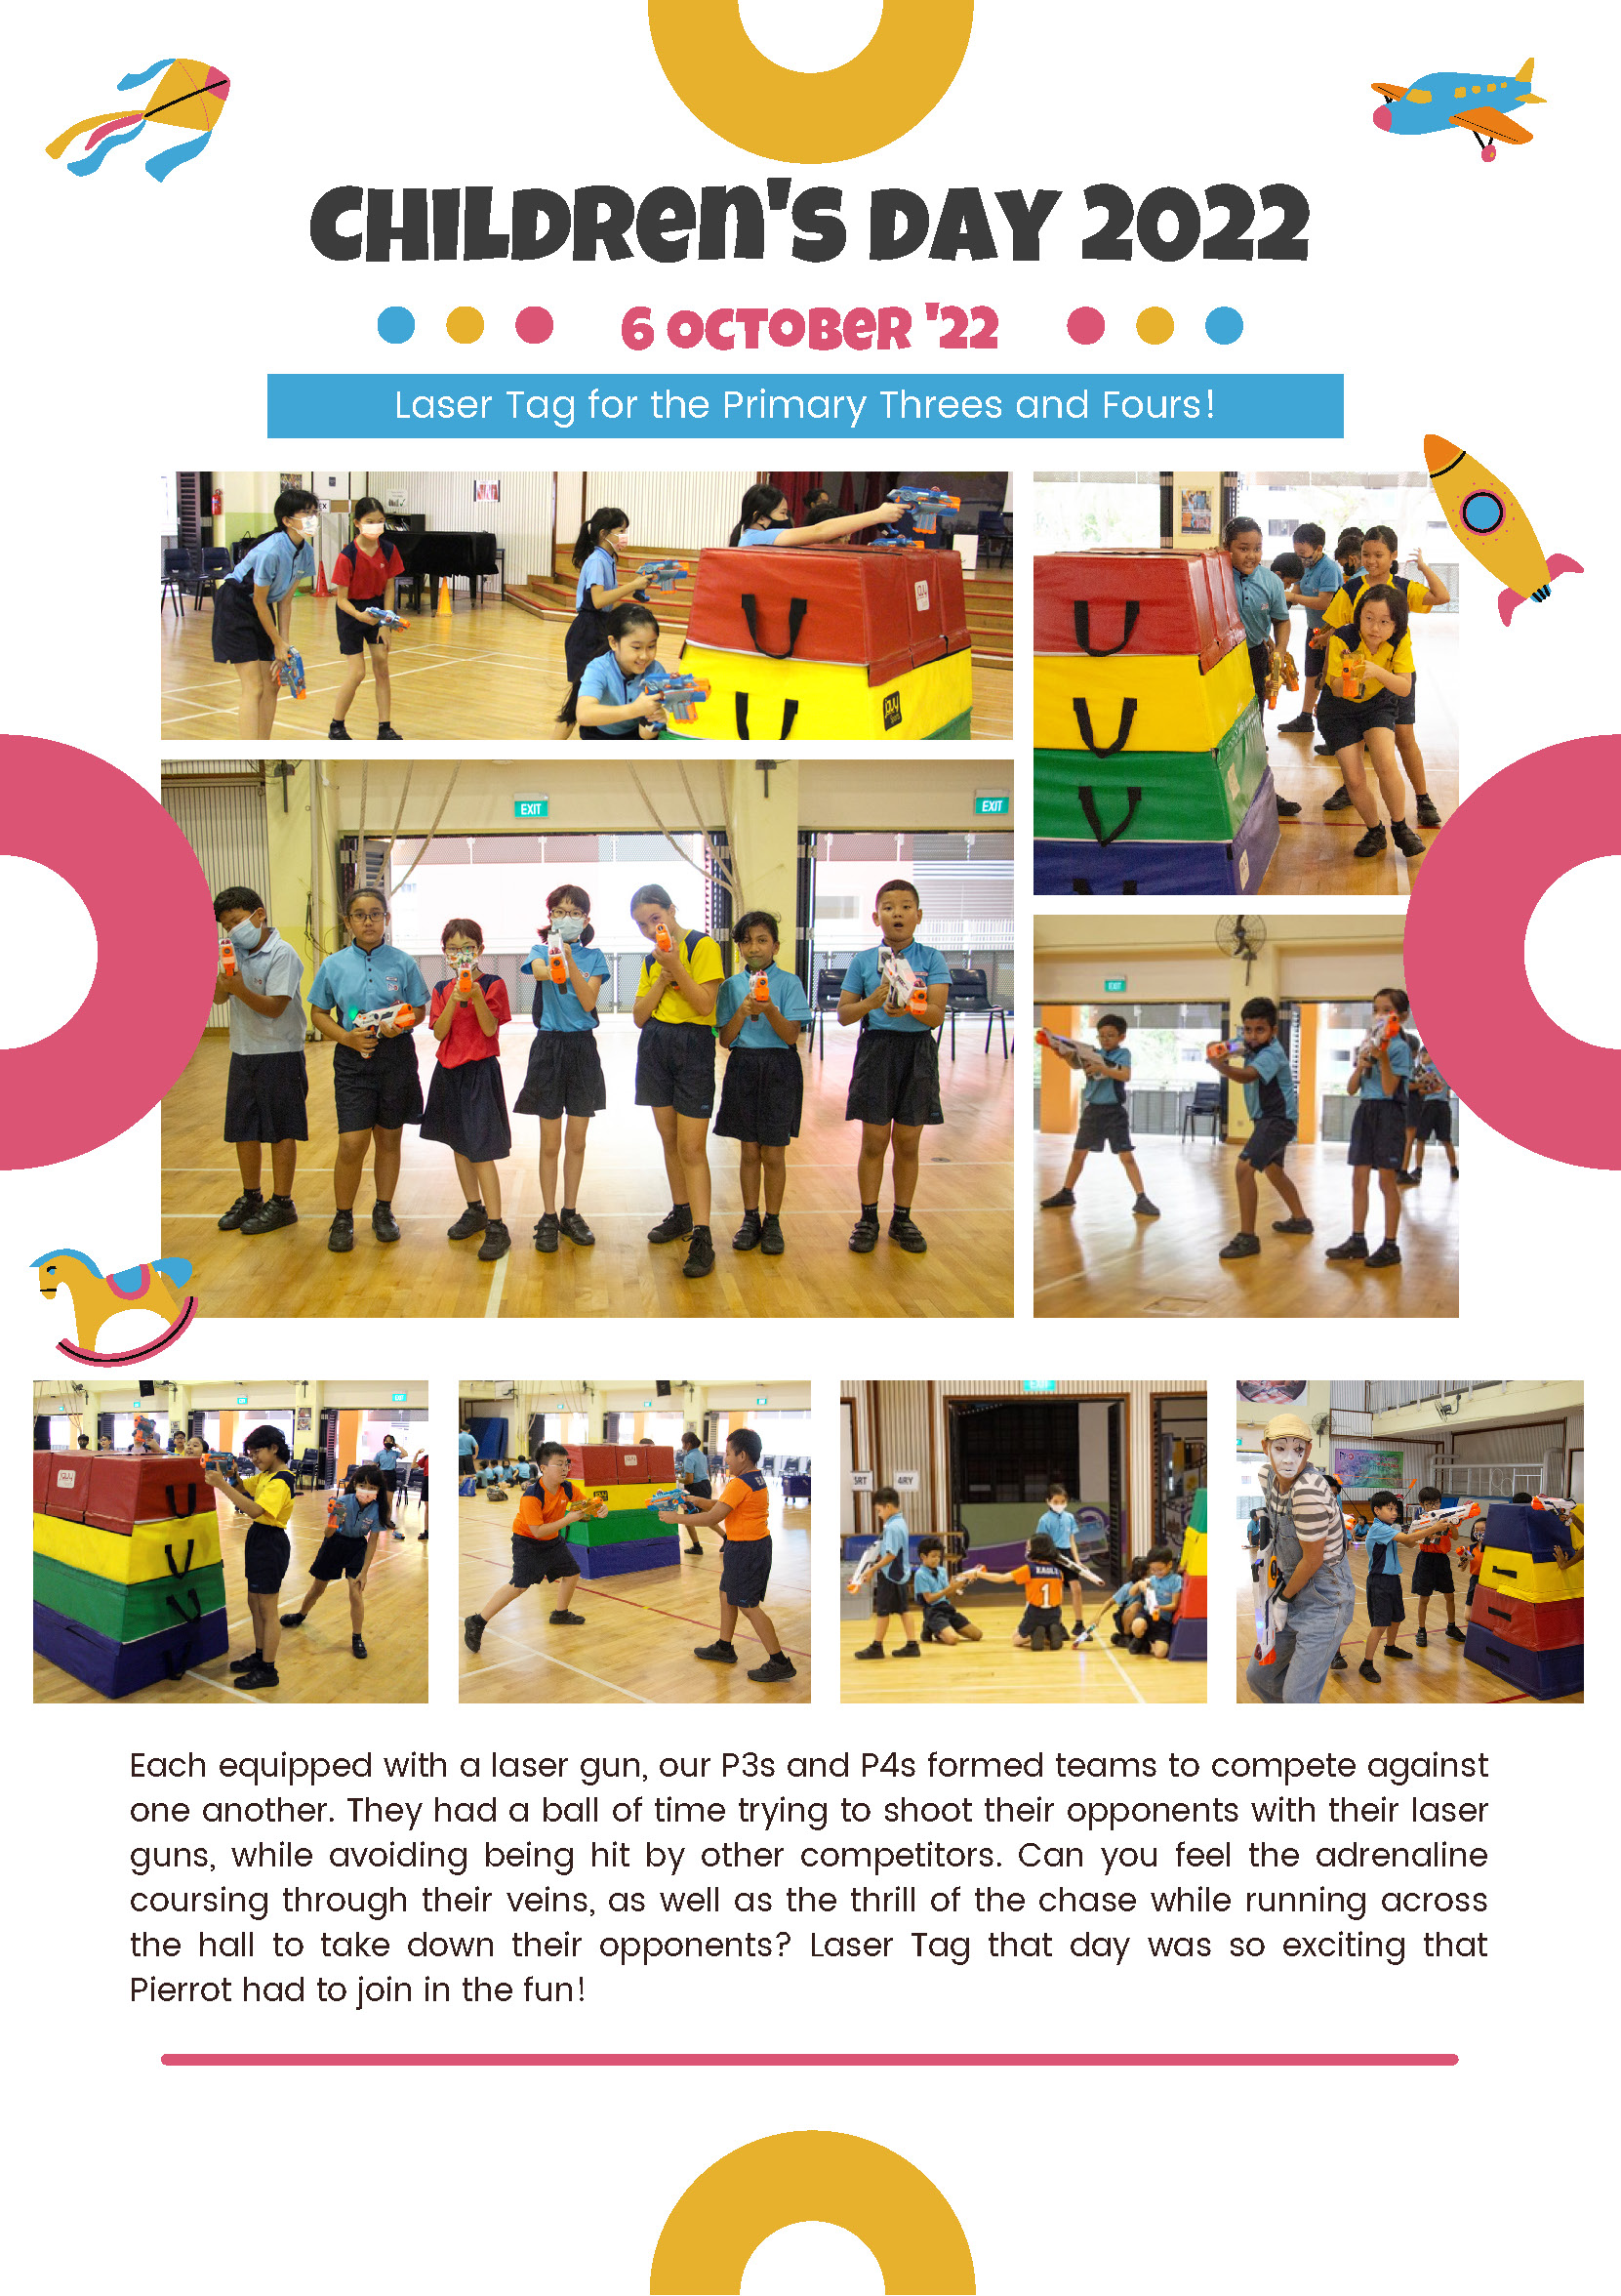 CHILDREN'S DAY 2022
6 OCTOBER '22
Laser Tag for the Primary Threes and Fours!
EXIT
EXIT
EXIT
EXIT
5RT
4RY
1
Each equipped with a laser gun, our P3s and P4s formed teams to compete against
one another. They had a ball of time trying to shoot their opponents with their laser
guns, while avoiding being hit by other competitors. Can you feel the adrenaline
coursing through their veins, as well as the thrill of the chase while running across
the hall to take down their opponents? Laser Tag that day was so exciting that
Pierrot had to join in the fun!